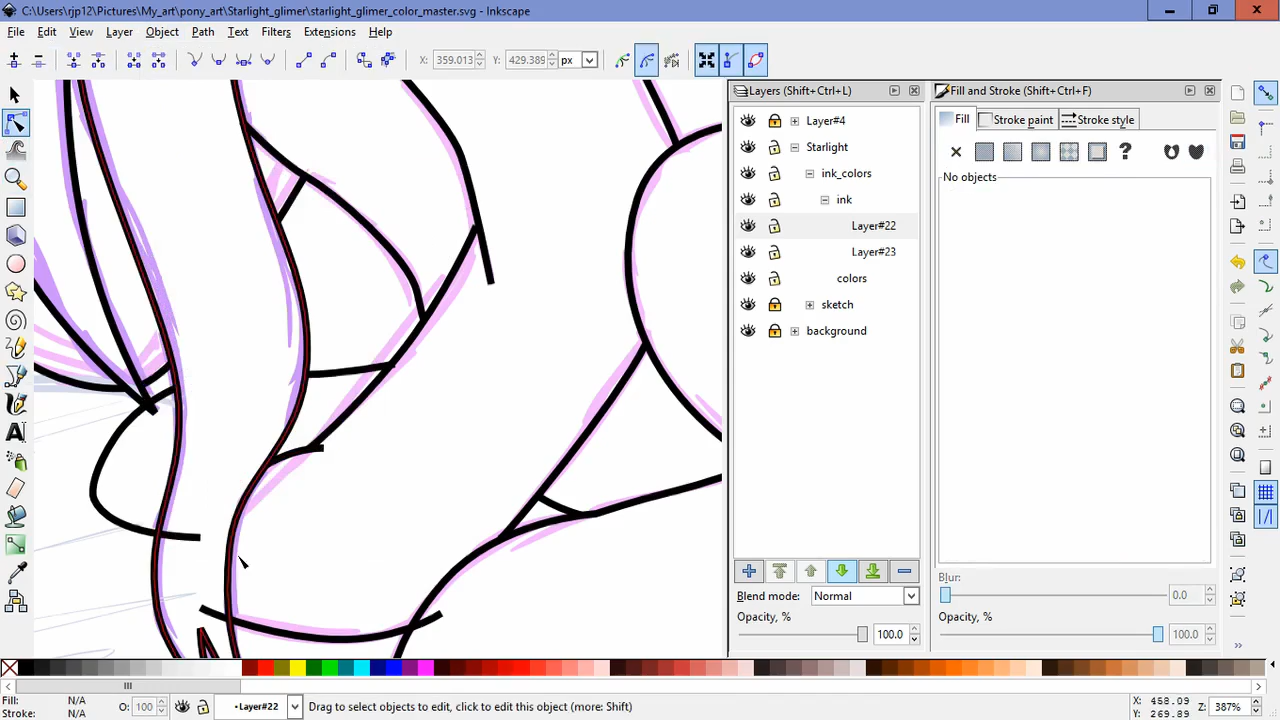 C:\Users\rjp12\Pictures\My_art\pony_art\Starlight_glimer\starlight_glimer_color_master.svg - Inkscape
File Edit View Layer Object Path Text Filters Extensions Help
X: 359.013 Y: 429.389 px
Layers (Shift+Ctrl+L)
Fill and Stroke (Shift+Ctrl+F)
Layer#4
Fill Stroke paint Stroke style
Starlight
ink_colors
No objects
ink
Layer#22
Layer#23
colors
sketch
background
Blur:
0.0
Blend mode: Normal
Opacity, %
100.0
Opacity, %
100.0
Fill: N/A
Stroke: N/A
O: 100
•Layer#22
Drag to select objects to edit, click to edit this object (more: Shift)
X: 458.09
Y: 269.89
Z: 387%